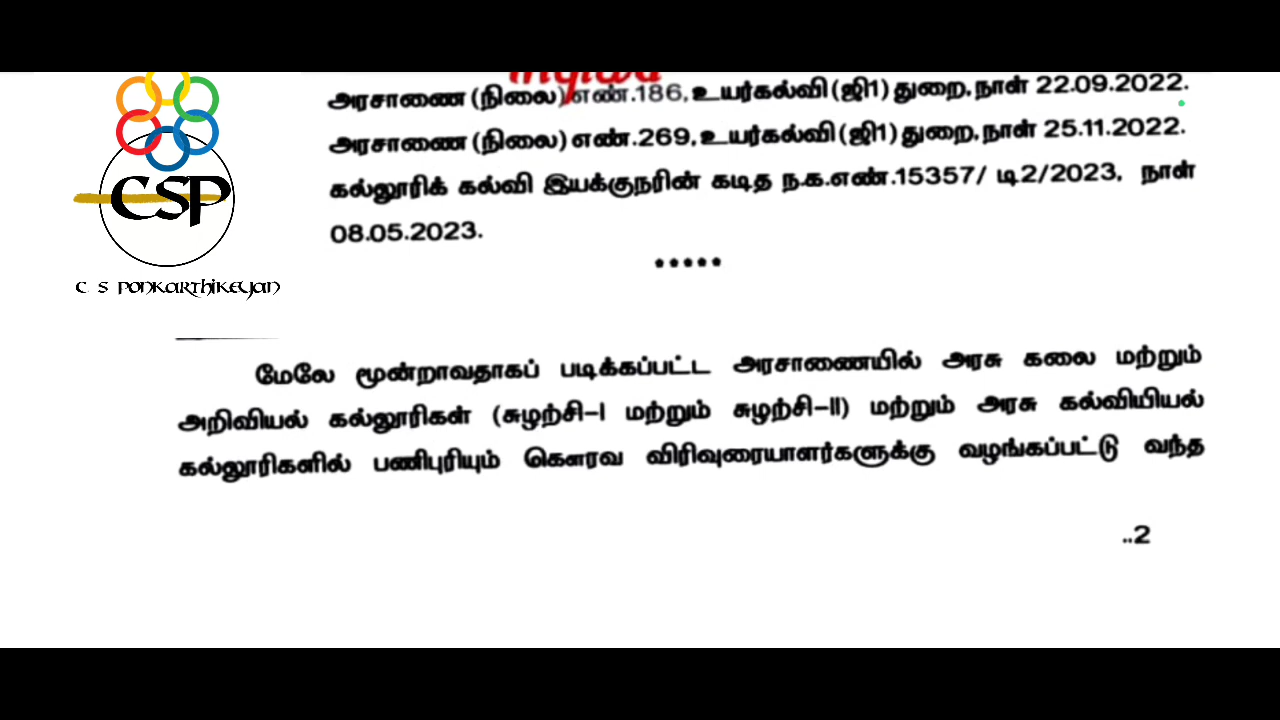 அரசாணை (நிலை) எண்.186, உயர்கல்வி (ஜி1) துறை, நாள் 22.09.2022.
அரசாணை (நிலை) எண்.269, உயர்கல்வி (ஜி1) துறை, நாள் 25.11.2022.
கல்லூரிக் கல்வி இயக்குநரின் கடித ந.க.எண்.15357/ டி2/2023, நாள்
08.05.2023.
*****
CSP
C S PONKARTHIKEYAN
மேலே மூன்றாவதாகப் படிக்கப்பட்ட அரசாணையில் அரசு கலை மற்றும்
அறிவியல் கல்லூரிகள் (சுழற்சி-I மற்றும் சுழற்சி-II) மற்றும் அரசு கல்வியியல்
கல்லூரிகளில் பணிபுரியும் கௌரவ விரிவுரையாளர்களுக்கு வழங்கப்பட்டு வந்த
..2